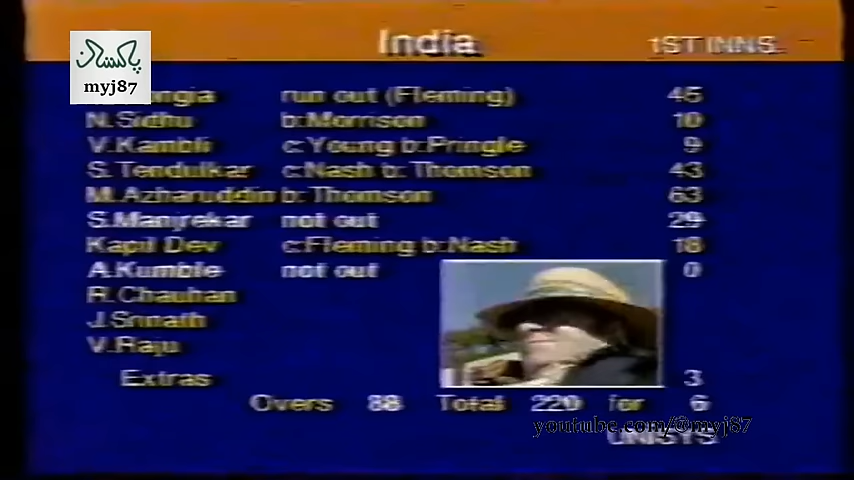 India 1ST INNS.
پاکستان
myj87
ongia run out (Fleming) 45
N.Sidhu b:Morrison 10
V.Kambli c:Young b:Pringle 9
S.Tendulkar c:Nash b:Thomson 43
M.Azharuddin b:Thomson 63
S.Manjrekar not out 29
Kapil Dev c:Fleming b:Nash 18
A.Kumble not out 0
R.Chauhan
J.Srinath
V.Raju
Extras 3
Overs 88 Total 220 for 6
youtube.com/@myj87
UNISYS